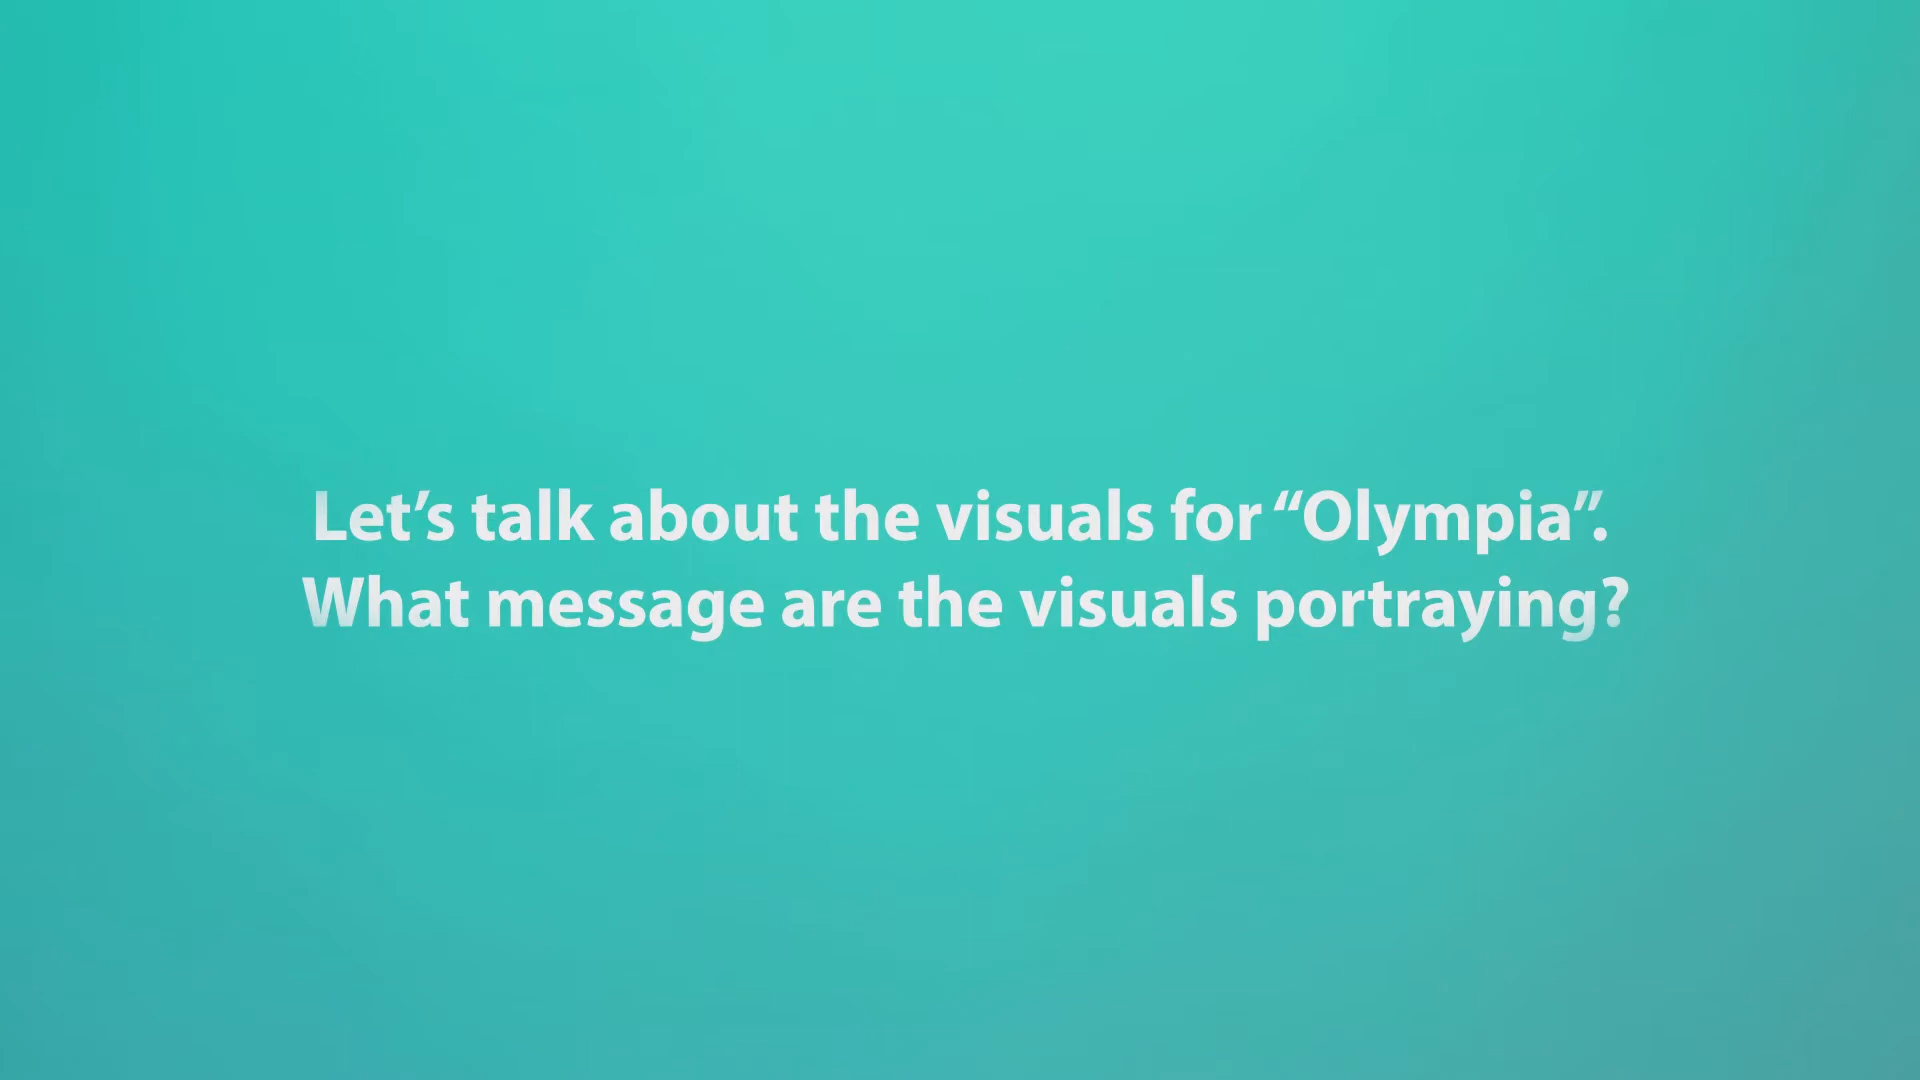 Let’s talk about the visuals for “Olympia”.
What message are the visuals portraying?